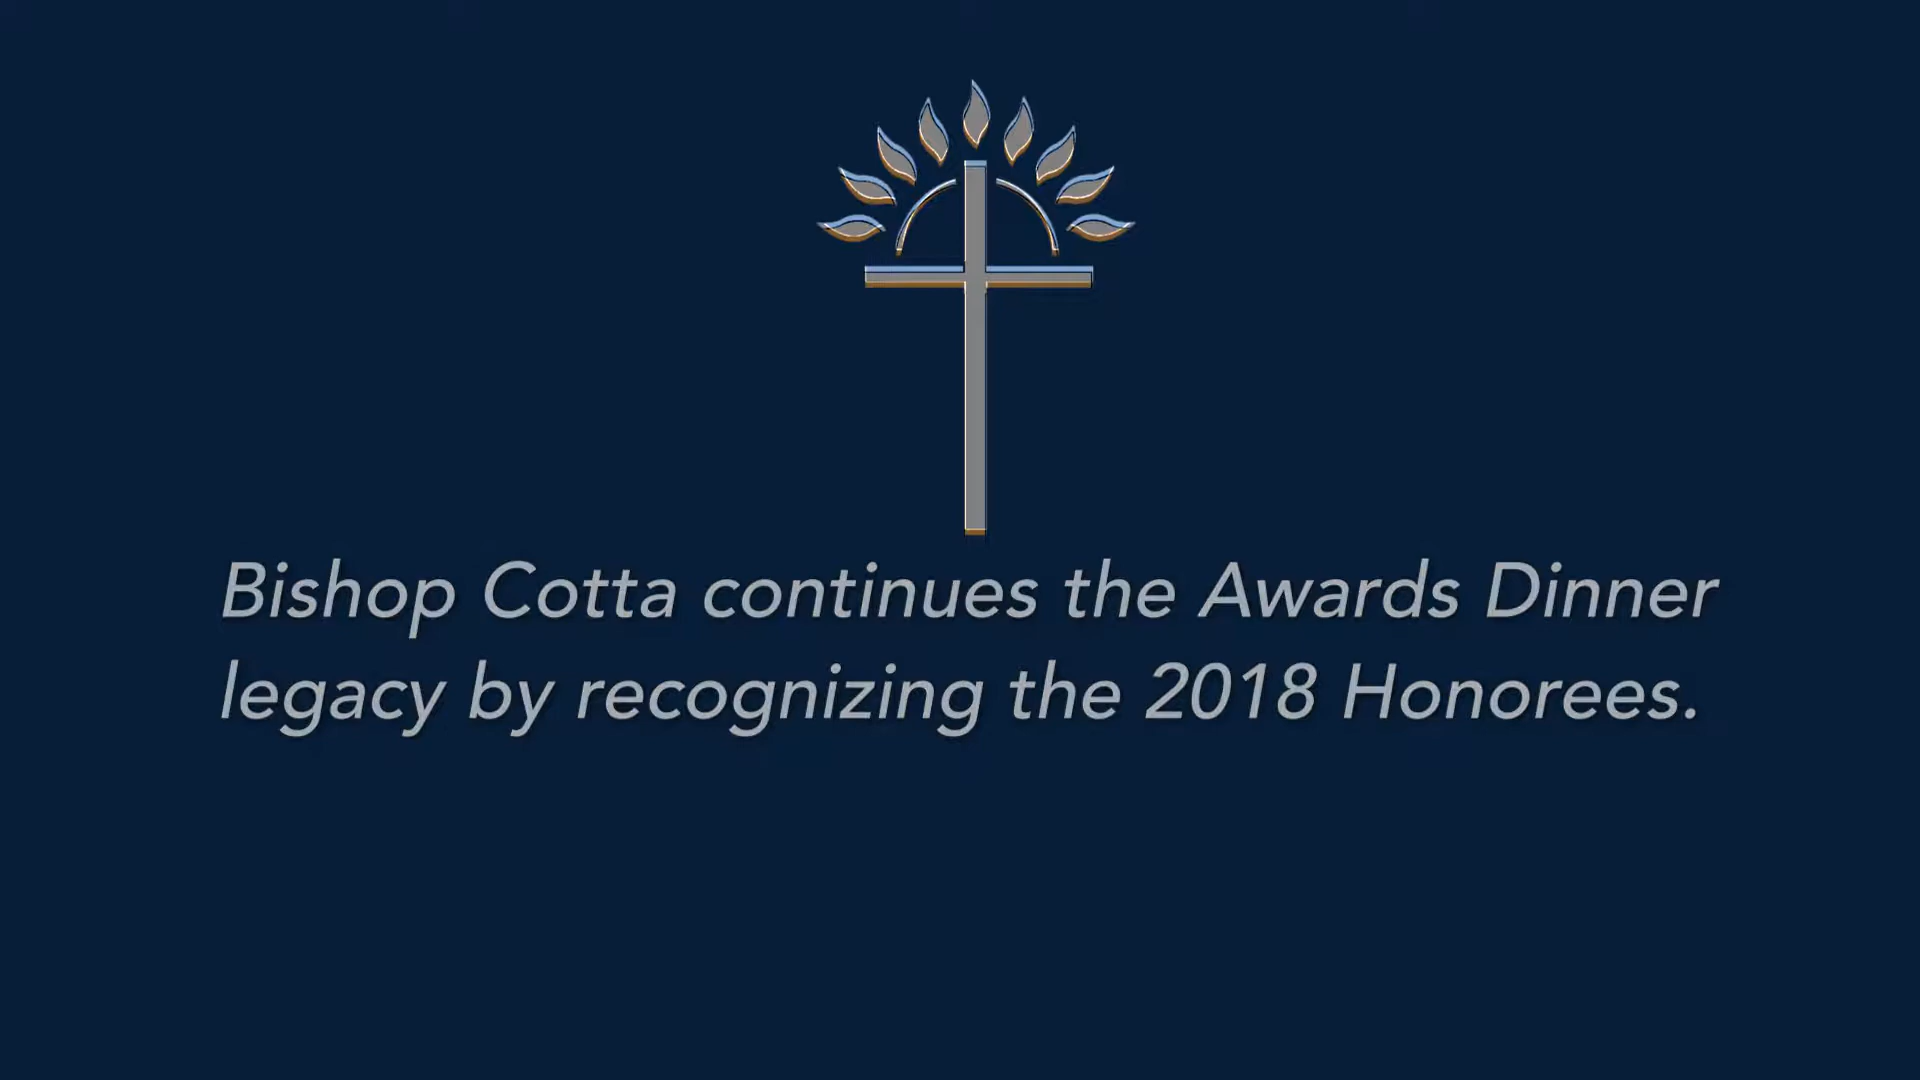 Bishop Cotta continues the Awards Dinner
legacy by recognizing the 2018 Honorees.